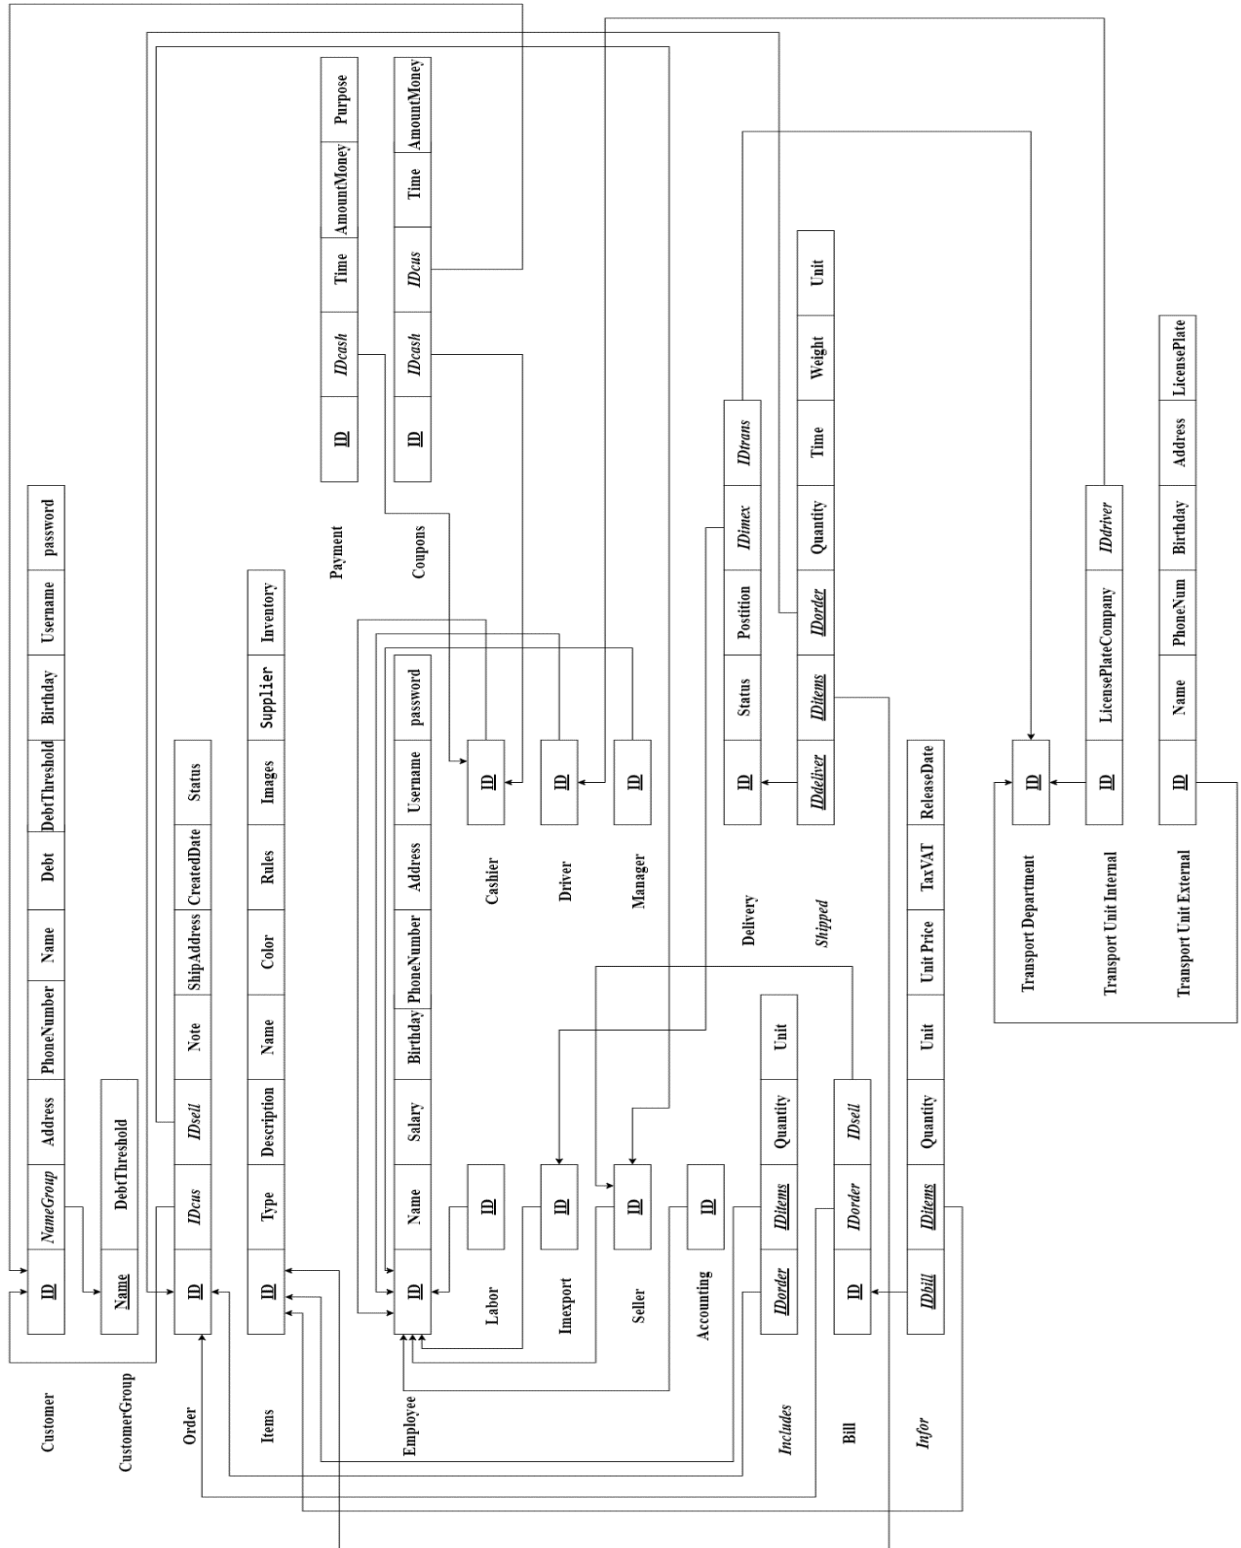 Customer
ID NameGroup Address PhoneNumber Name Debt DebtThreshold Birthday Username password
CustomerGroup
Name DebtThreshold
Order
ID IDcus IDsell Note ShipAddress CreatedDate Status
Items
ID Type Description Name Color Rules Images Supplier Inventory
Payment
ID IDcash Time AmountMoney Purpose
Coupons
ID IDcash IDcus Time AmountMoney
Employee
ID Name Salary Birthday PhoneNumber Address Username password
Labor
ID
Cashier
ID
Imexport
ID
Driver
ID
Seller
ID
Manager
ID
Accounting
ID
Delivery
ID Status Postition IDimex IDtrans
Includes
IDorder IDitems Quantity Unit
Shipped
IDdeliver IDitems IDorder Quantity Time Weight Unit
Bill
ID IDorder IDsell
Infor
IDbill IDitems Quantity Unit Unit Price TaxVAT ReleaseDate
Transport Department
ID
Transport Unit Internal
ID LicensePlateCompany IDdriver
Transport Unit External
ID Name PhoneNum Birthday Address LicensePlate